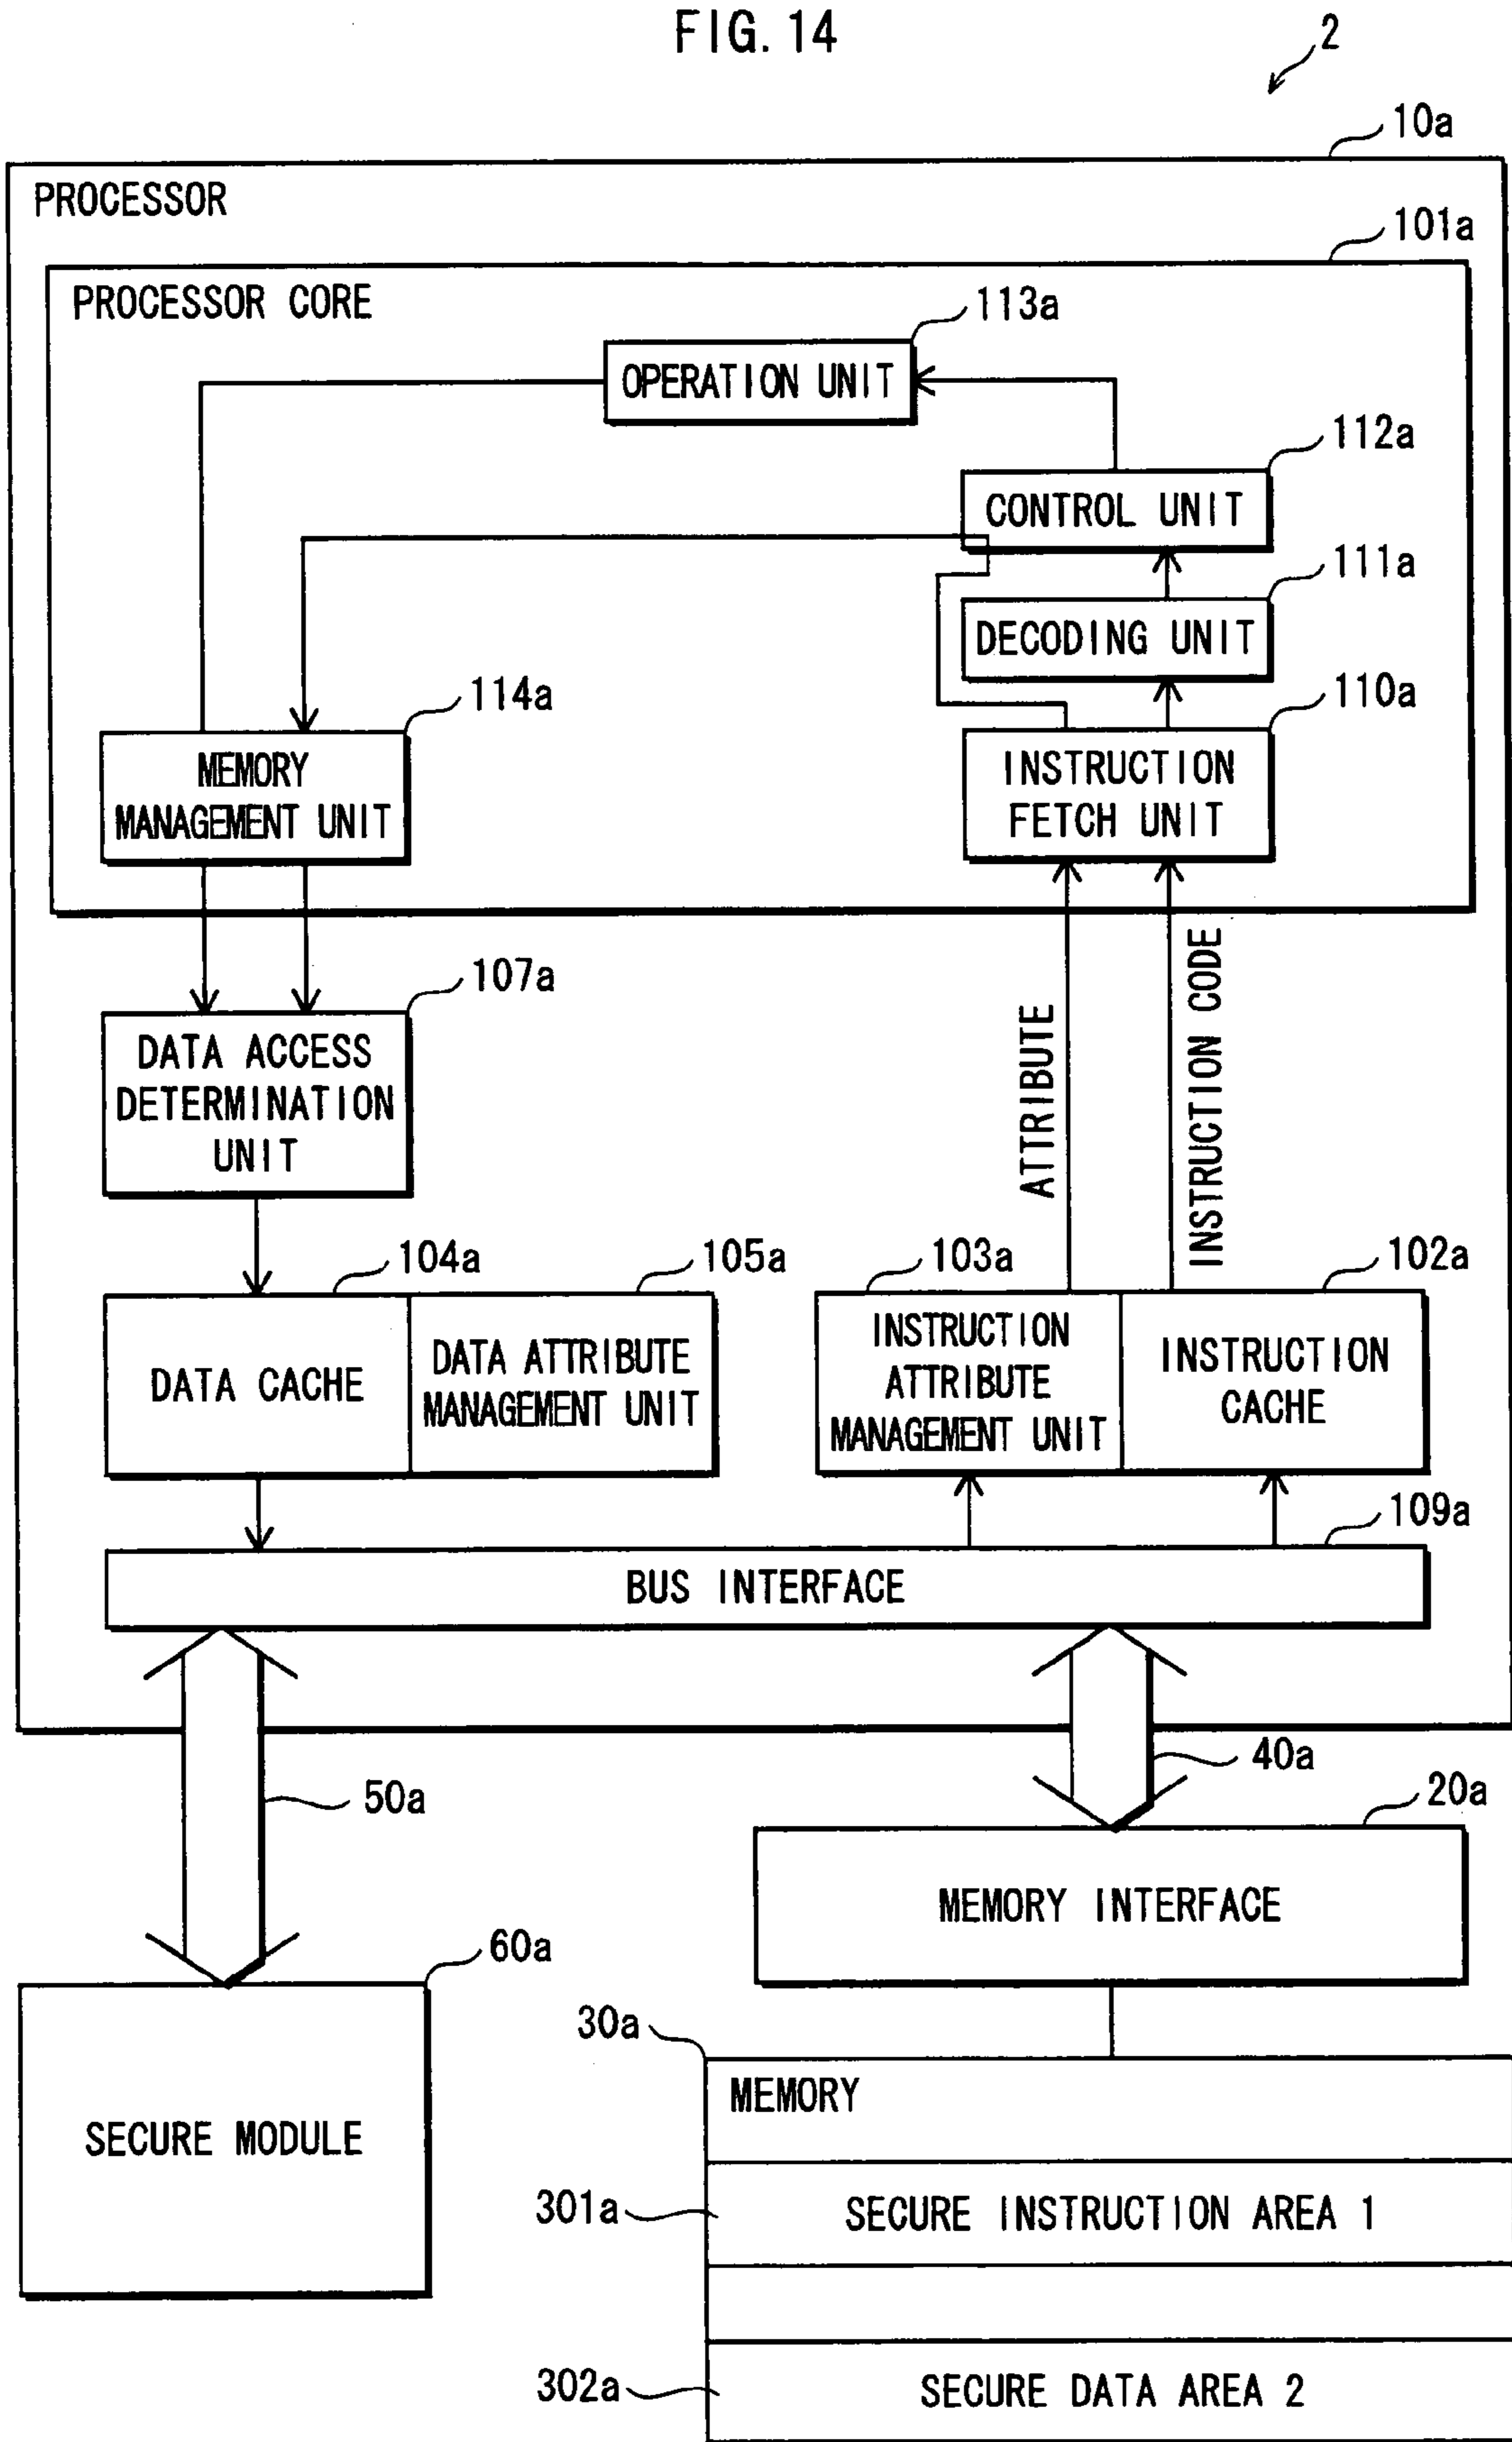 FIG. 14
2
10a
PROCESSOR
101a
PROCESSOR CORE
113a
OPERATION UNIT
112a
CONTROL UNIT
111a
DECODING UNIT
114a
110a
MEMORY
MANAGEMENT UNIT
INSTRUCTION
FETCH UNIT
107a
DATA ACCESS
DETERMINATION
UNIT
ATTRIBUTE
INSTRUCTION CODE
104a
105a
103a
102a
DATA CACHE
DATA ATTRIBUTE
MANAGEMENT UNIT
INSTRUCTION
ATTRIBUTE
MANAGEMENT UNIT
INSTRUCTION
CACHE
109a
BUS INTERFACE
50a
40a
20a
MEMORY INTERFACE
60a
SECURE MODULE
30a
MEMORY
301a
SECURE INSTRUCTION AREA 1
302a
SECURE DATA AREA 2